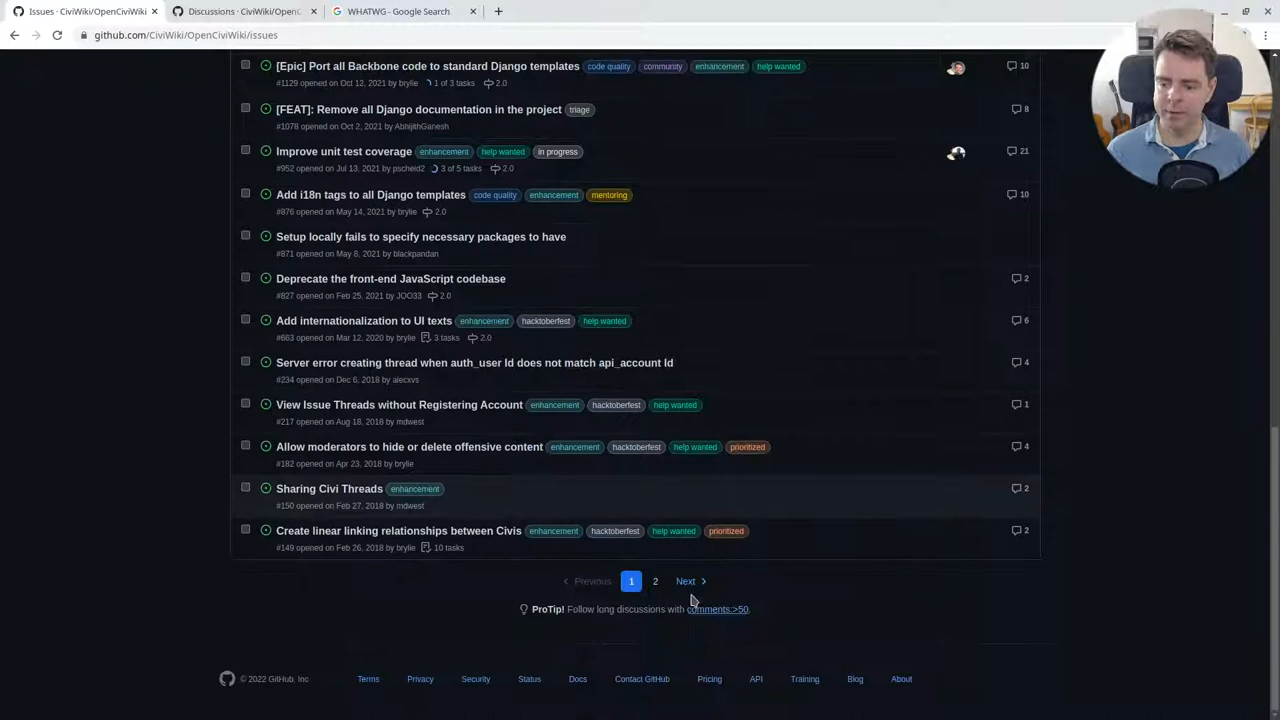 Issues · CiviWiki/OpenCiviWiki
Discussions · CiviWiki/OpenC
WHATWG - Google Search
github.com/CiviWiki/OpenCiviWiki/issues
[Epic] Port all Backbone code to standard Django templates code quality community enhancement help wanted 10
#1129 opened on Oct 12, 2021 by brylie 1 of 3 tasks 2.0
[FEAT]: Remove all Django documentation in the project triage 8
#1078 opened on Oct 2, 2021 by AbhijithGanesh
Improve unit test coverage enhancement help wanted in progress 21
#952 opened on Jul 13, 2021 by pscheid2 3 of 5 tasks 2.0
Add i18n tags to all Django templates code quality enhancement mentoring 10
#876 opened on May 14, 2021 by brylie 2.0
Setup locally fails to specify necessary packages to have
#871 opened on May 8, 2021 by blackpandan
Deprecate the front-end JavaScript codebase 2
#827 opened on Feb 25, 2021 by JOO33 2.0
Add internationalization to UI texts enhancement hacktoberfest help wanted 6
#663 opened on Mar 12, 2020 by brylie 3 tasks 2.0
Server error creating thread when auth_user Id does not match api_account Id 4
#234 opened on Dec 6, 2018 by alecxvs
View Issue Threads without Registering Account enhancement hacktoberfest help wanted 1
#217 opened on Aug 18, 2018 by mdwest
Allow moderators to hide or delete offensive content enhancement hacktoberfest help wanted prioritized 4
#182 opened on Apr 23, 2018 by brylie
Sharing Civi Threads enhancement 2
#150 opened on Feb 27, 2018 by mdwest
Create linear linking relationships between Civis enhancement hacktoberfest help wanted prioritized 2
#149 opened on Feb 26, 2018 by brylie 10 tasks
Previous 1 2 Next
ProTip! Follow long discussions with comments:>50.
© 2022 GitHub, Inc. Terms Privacy Security Status Docs Contact GitHub Pricing API Training Blog About